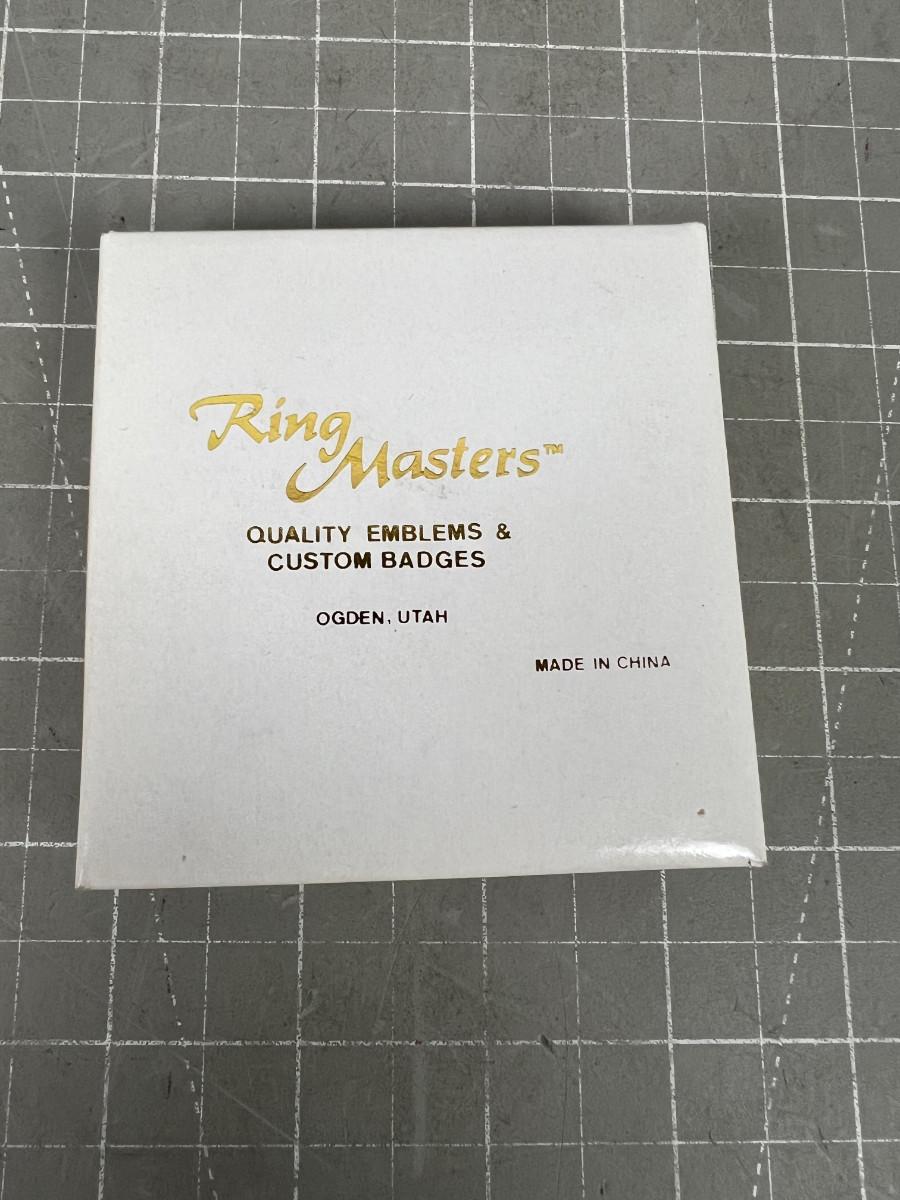 Ring
Masters™
QUALITY EMBLEMS &
CUSTOM BADGES
OGDEN, UTAH
MADE IN CHINA